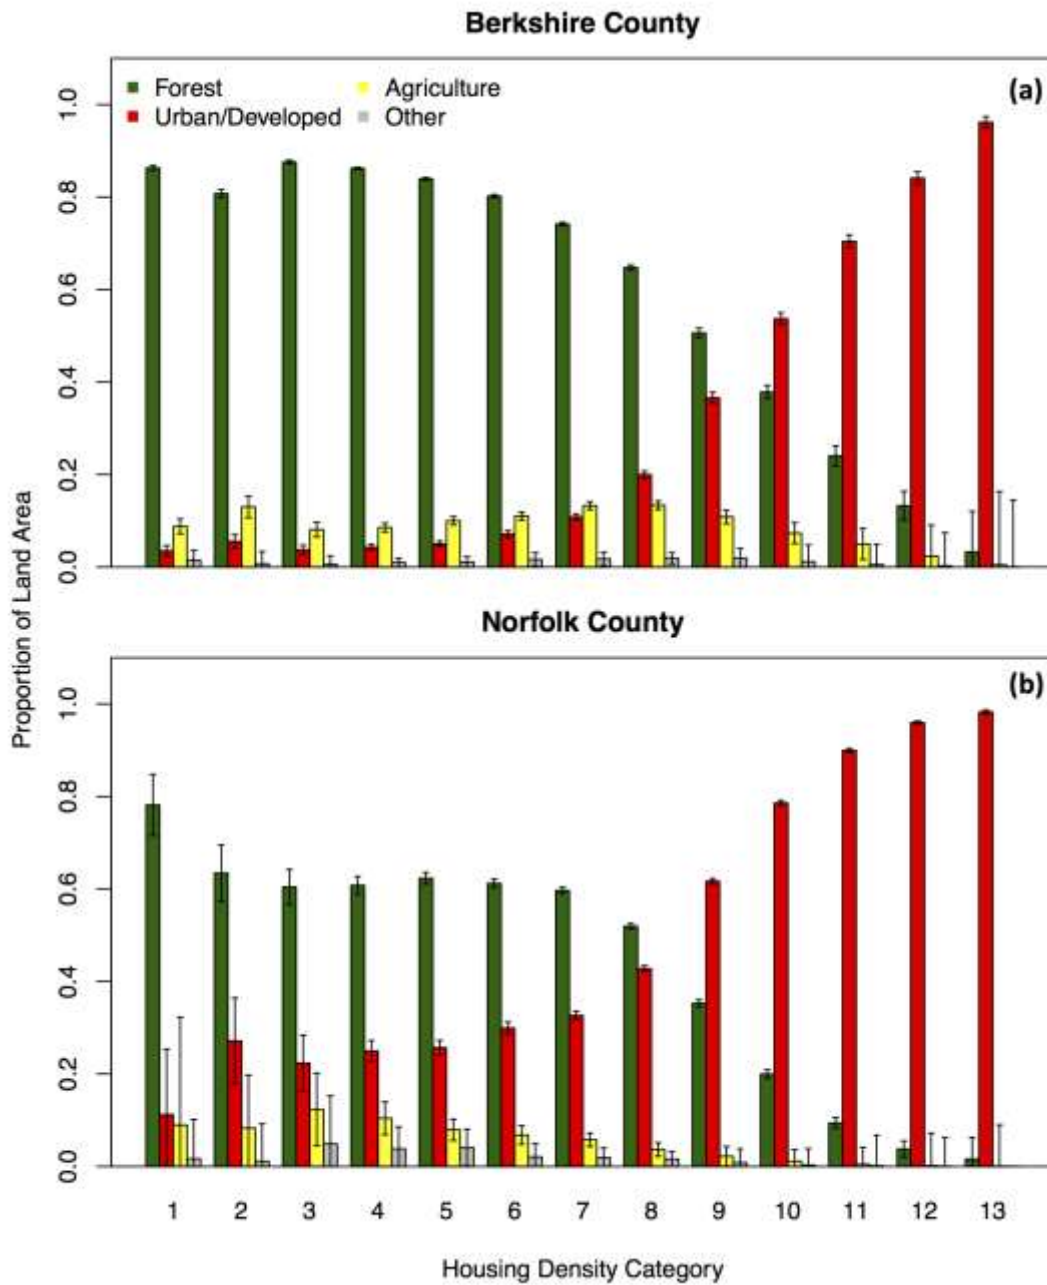 Berkshire County
(a)
Forest
Agriculture
Urban/Developed
Other
1.0
0.8
0.6
0.4
0.2
0.0
Proportion of Land Area
Norfolk County
(b)
1.0
0.8
0.6
0.4
0.2
0.0
1 2 3 4 5 6 7 8 9 10 11 12 13
Housing Density Category